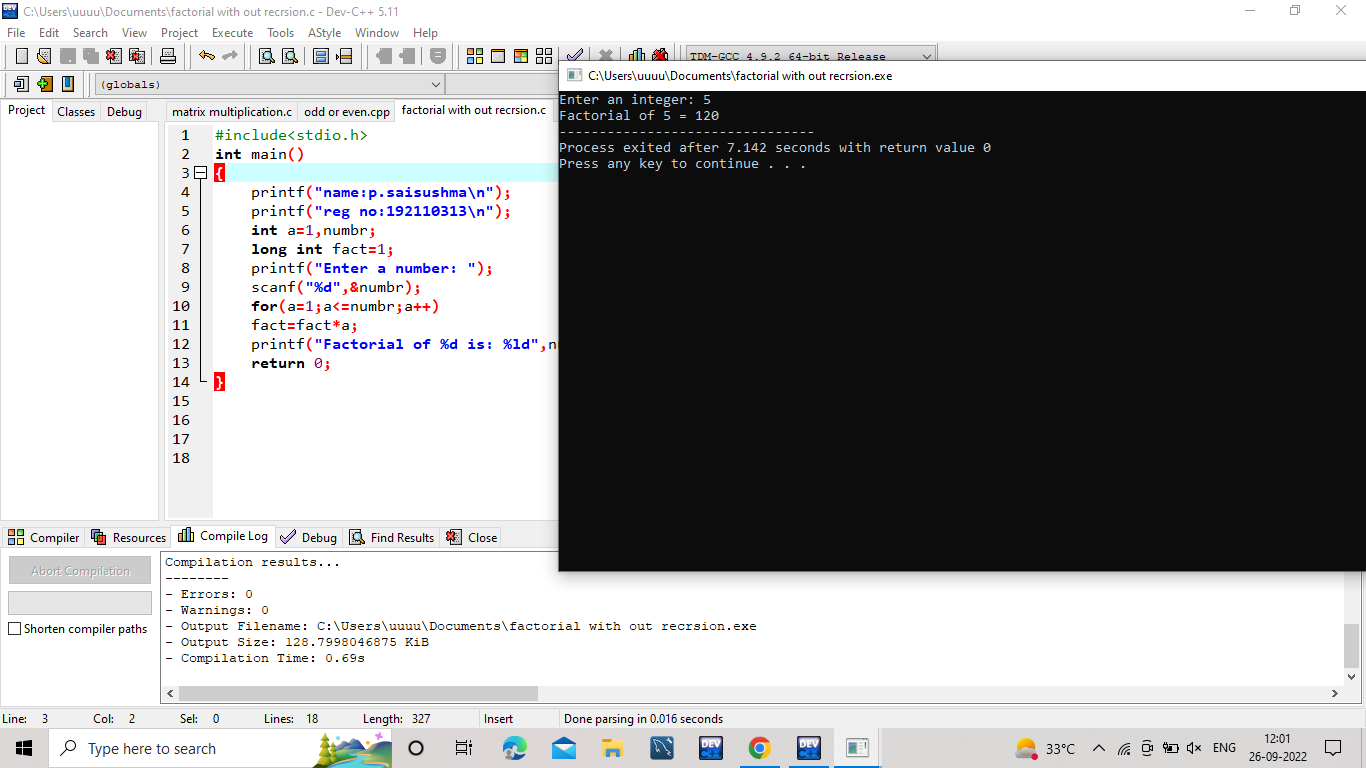 C:\Users\uuuu\Documents\factorial with out recrsion.c - Dev-C++ 5.11
File Edit Search View Project Execute Tools AStyle Window Help
TDM-GCC 4.9.2 64-bit Release
(globals)
Project Classes Debug
matrix multiplication.c odd or even.cpp factorial with out recrsion.c
1 #include<stdio.h>
2 int main()
3 {
4 printf("name:p.saisushma\n");
5 printf("reg no:192110313\n");
6 int a=1,numbr;
7 long int fact=1;
8 printf("Enter a number: ");
9 scanf("%d",&numbr);
10 for(a=1;a<=numbr;a++)
11 fact=fact*a;
12 printf("Factorial of %d is: %ld",nu
13 return 0;
14 }
15
16
17
18
C:\Users\uuuu\Documents\factorial with out recrsion.exe
Enter an integer: 5
Factorial of 5 = 120
--------------------------------
Process exited after 7.142 seconds with return value 0
Press any key to continue . . .
Compiler Resources Compile Log Debug Find Results Close
Abort Compilation
Shorten compiler paths
Compilation results...
--------
- Errors: 0
- Warnings: 0
- Output Filename: C:\Users\uuuu\Documents\factorial with out recrsion.exe
- Output Size: 128.7998046875 KiB
- Compilation Time: 0.69s
Line: 3 Col: 2 Sel: 0 Lines: 18 Length: 327 Insert Done parsing in 0.016 seconds
Type here to search
DEV C++
DEV C++
33°C
ENG
12:01
26-09-2022